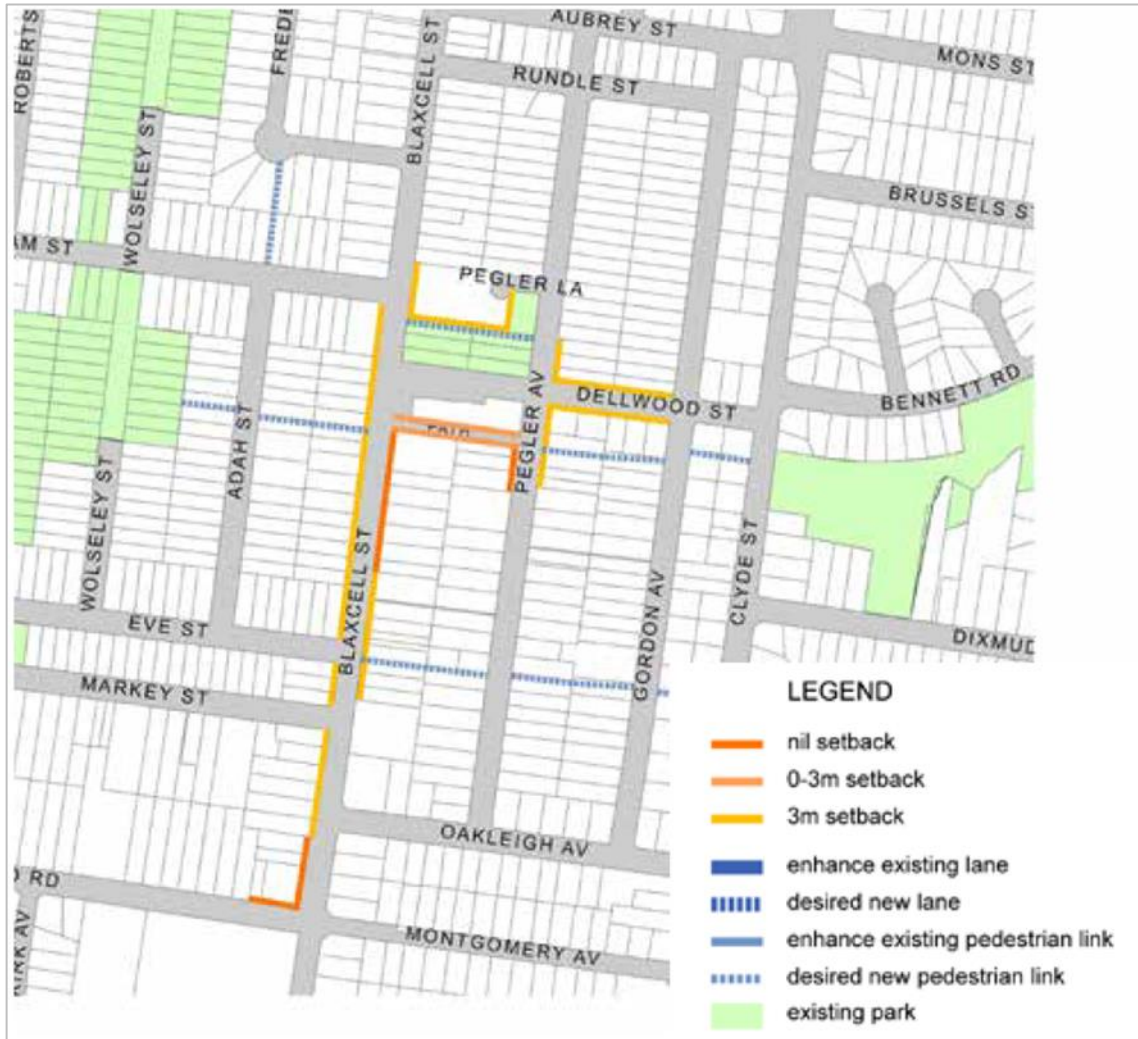 AUBREY ST
MONS ST
ROBERTS
FREDE
BLAXCELL ST
RUNDLE ST
WOLSELEY ST
BRUSSELS S
AM ST
PEGLER LA
PEGLER AV
DELLWOOD ST
BENNETT RD
ADAH ST
WOLSELEY ST
BLAXCELL ST
GORDON AV
CLYDE ST
EVE ST
DIXMUD
MARKEY ST
OAKLEIGH AV
RD
MONTGOMERY AV
KIRK AV
LEGEND
nil setback
0-3m setback
3m setback
enhance existing lane
desired new lane
enhance existing pedestrian link
desired new pedestrian link
existing park